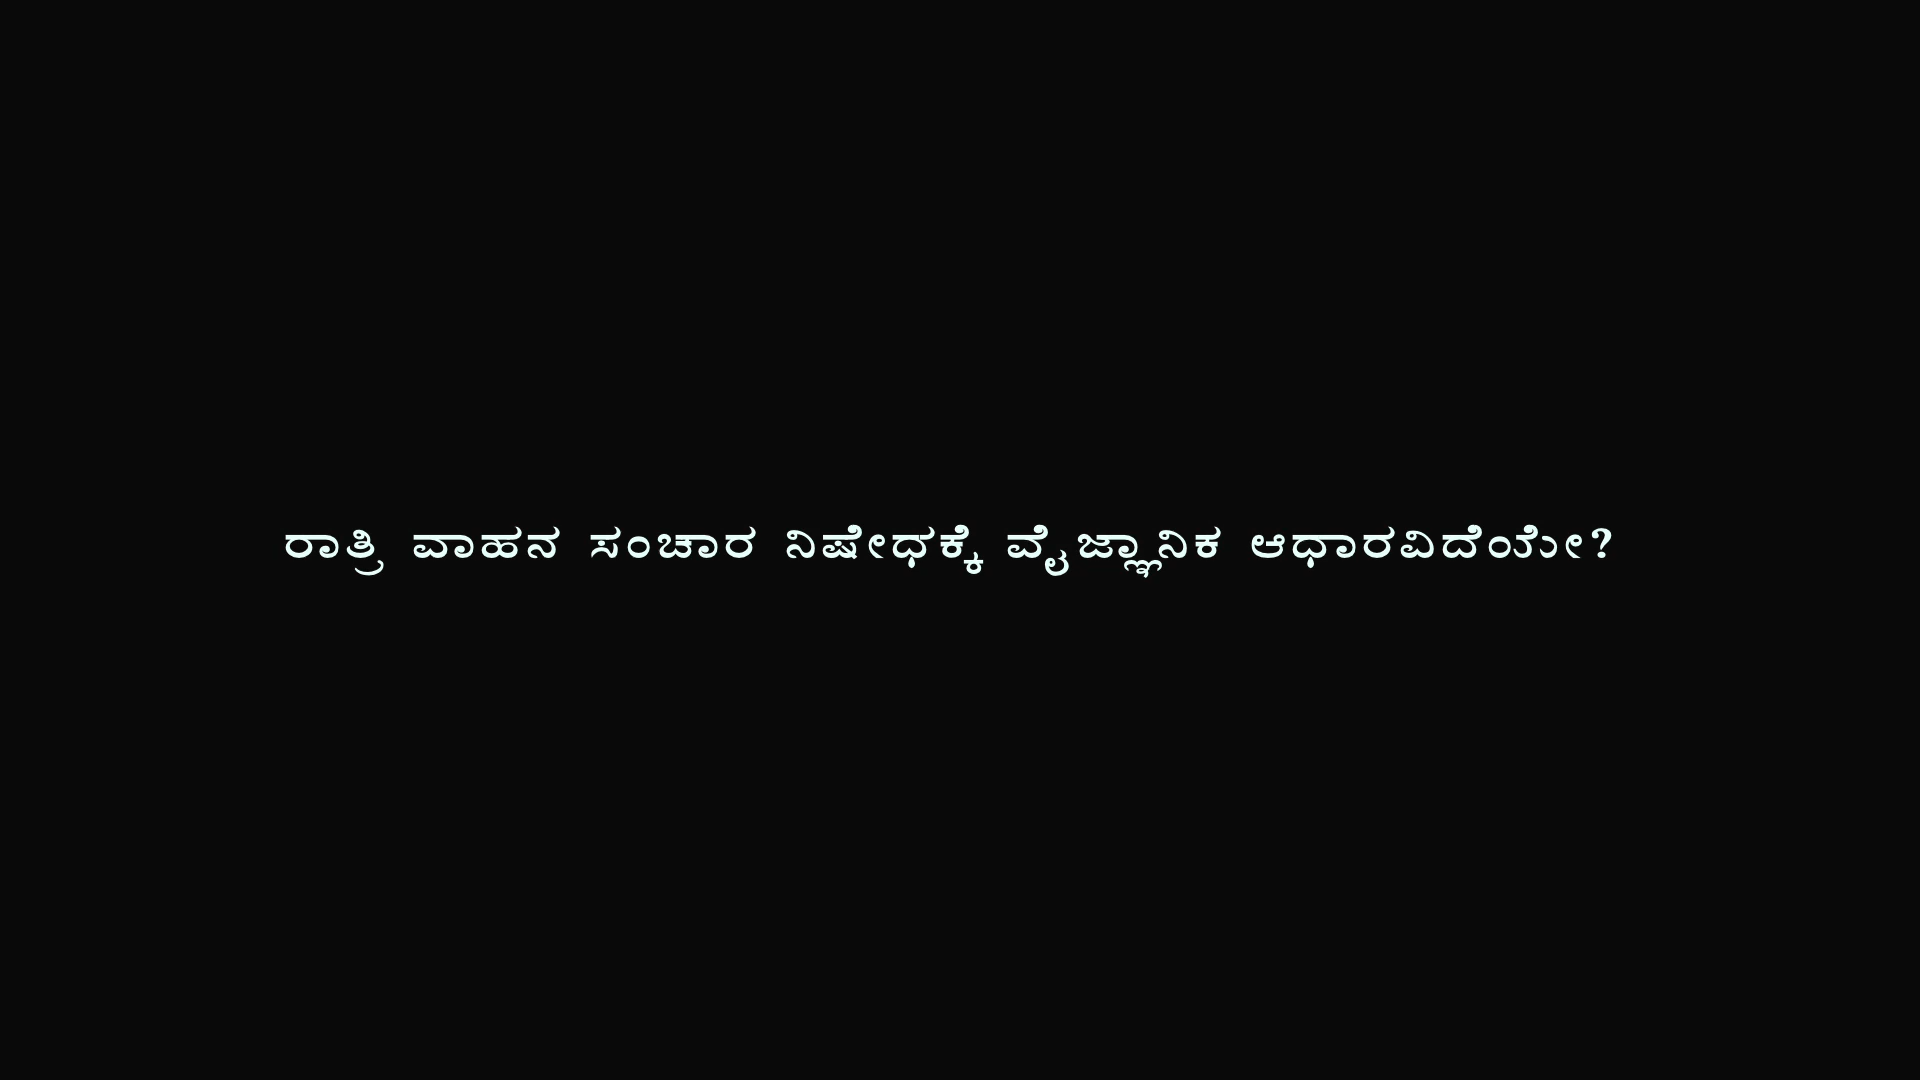 ರಾತ್ರಿ ವಾಹನ ಸಂಚಾರ ನಿಷೇಧಕ್ಕೆ ವೈಜ್ಞಾನಿಕ ಆಧಾರವಿದೆಯೇ?